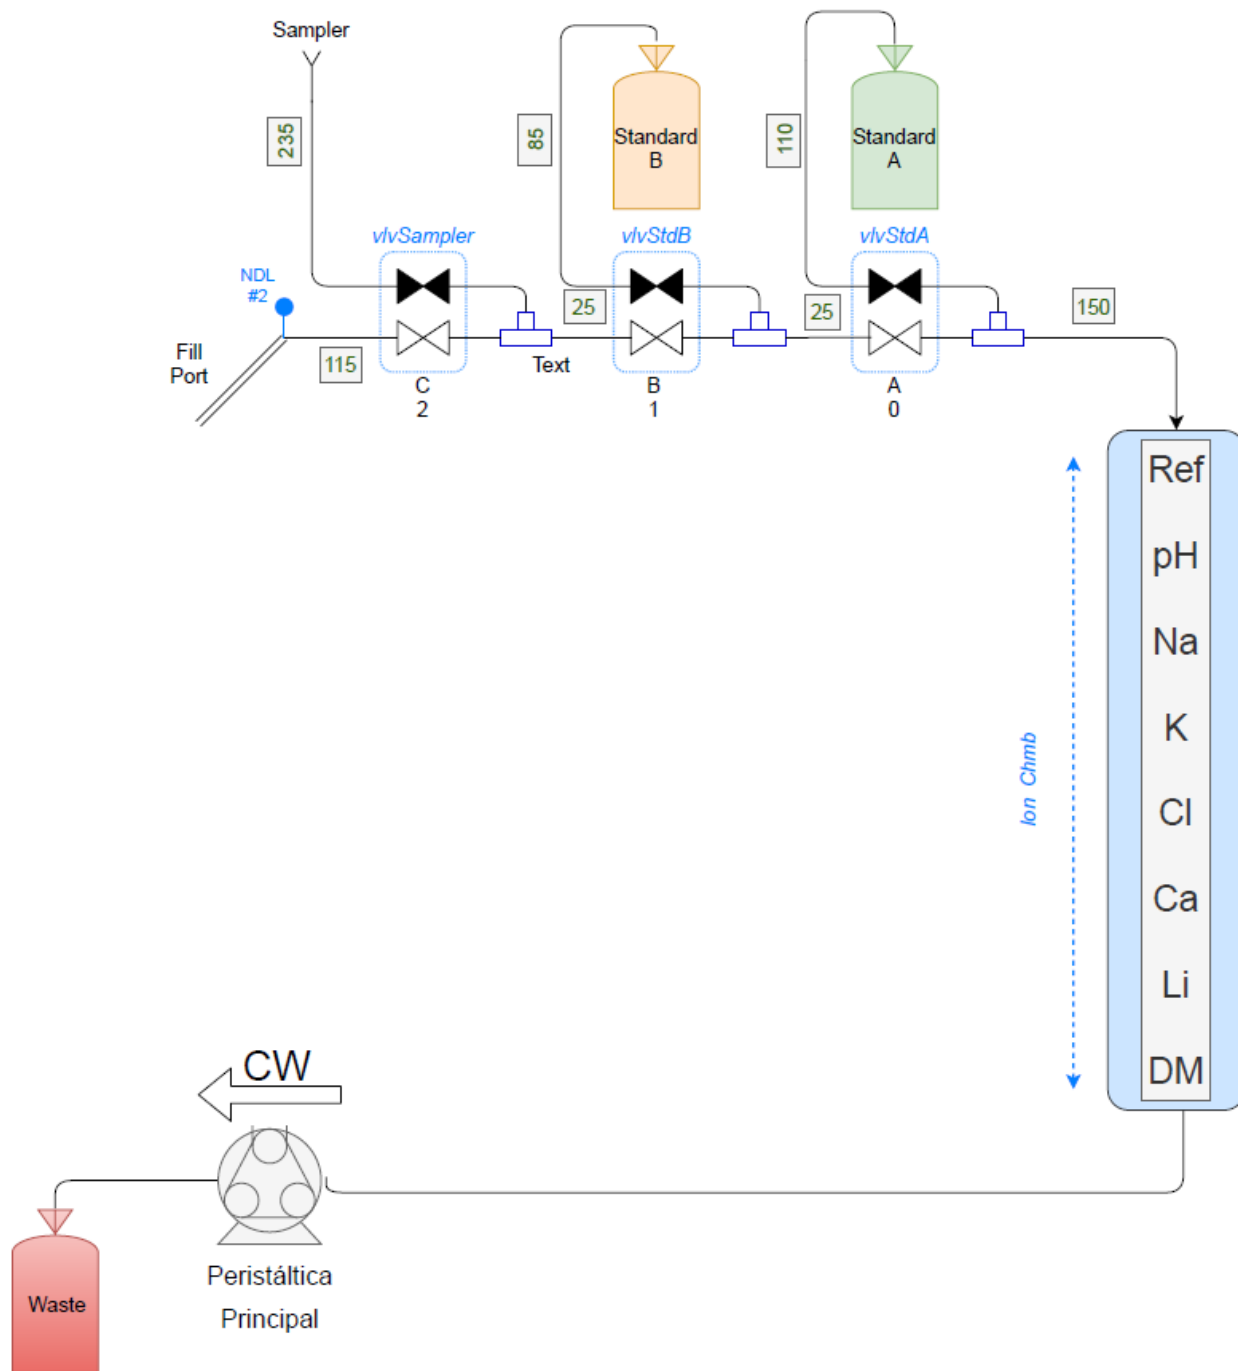 Sampler
235
85
Standard
B
110
Standard
A
vlvSampler
vlvStdB
vlvStdA
NDL
#2
25
25
150
Fill
Port
115
Text
C
2
B
1
A
0
Ref
pH
Na
K
Cl
Ca
Li
DM
Ion Chmb
CW
Peristáltica
Principal
Waste